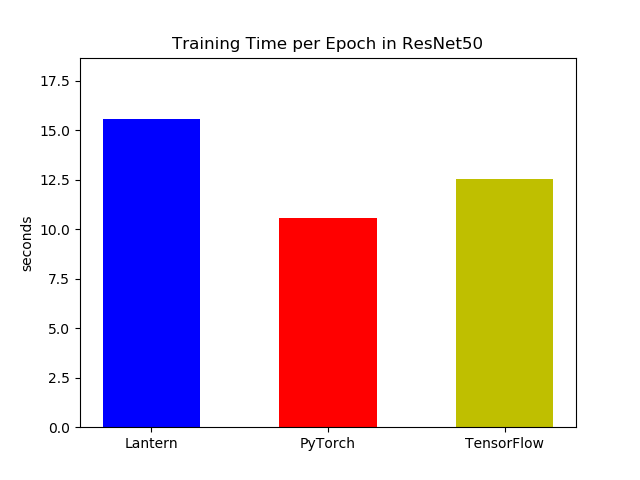 Training Time per Epoch in ResNet50
17.5
15.0
12.5
10.0
7.5
5.0
2.5
0.0
seconds
Lantern PyTorch TensorFlow